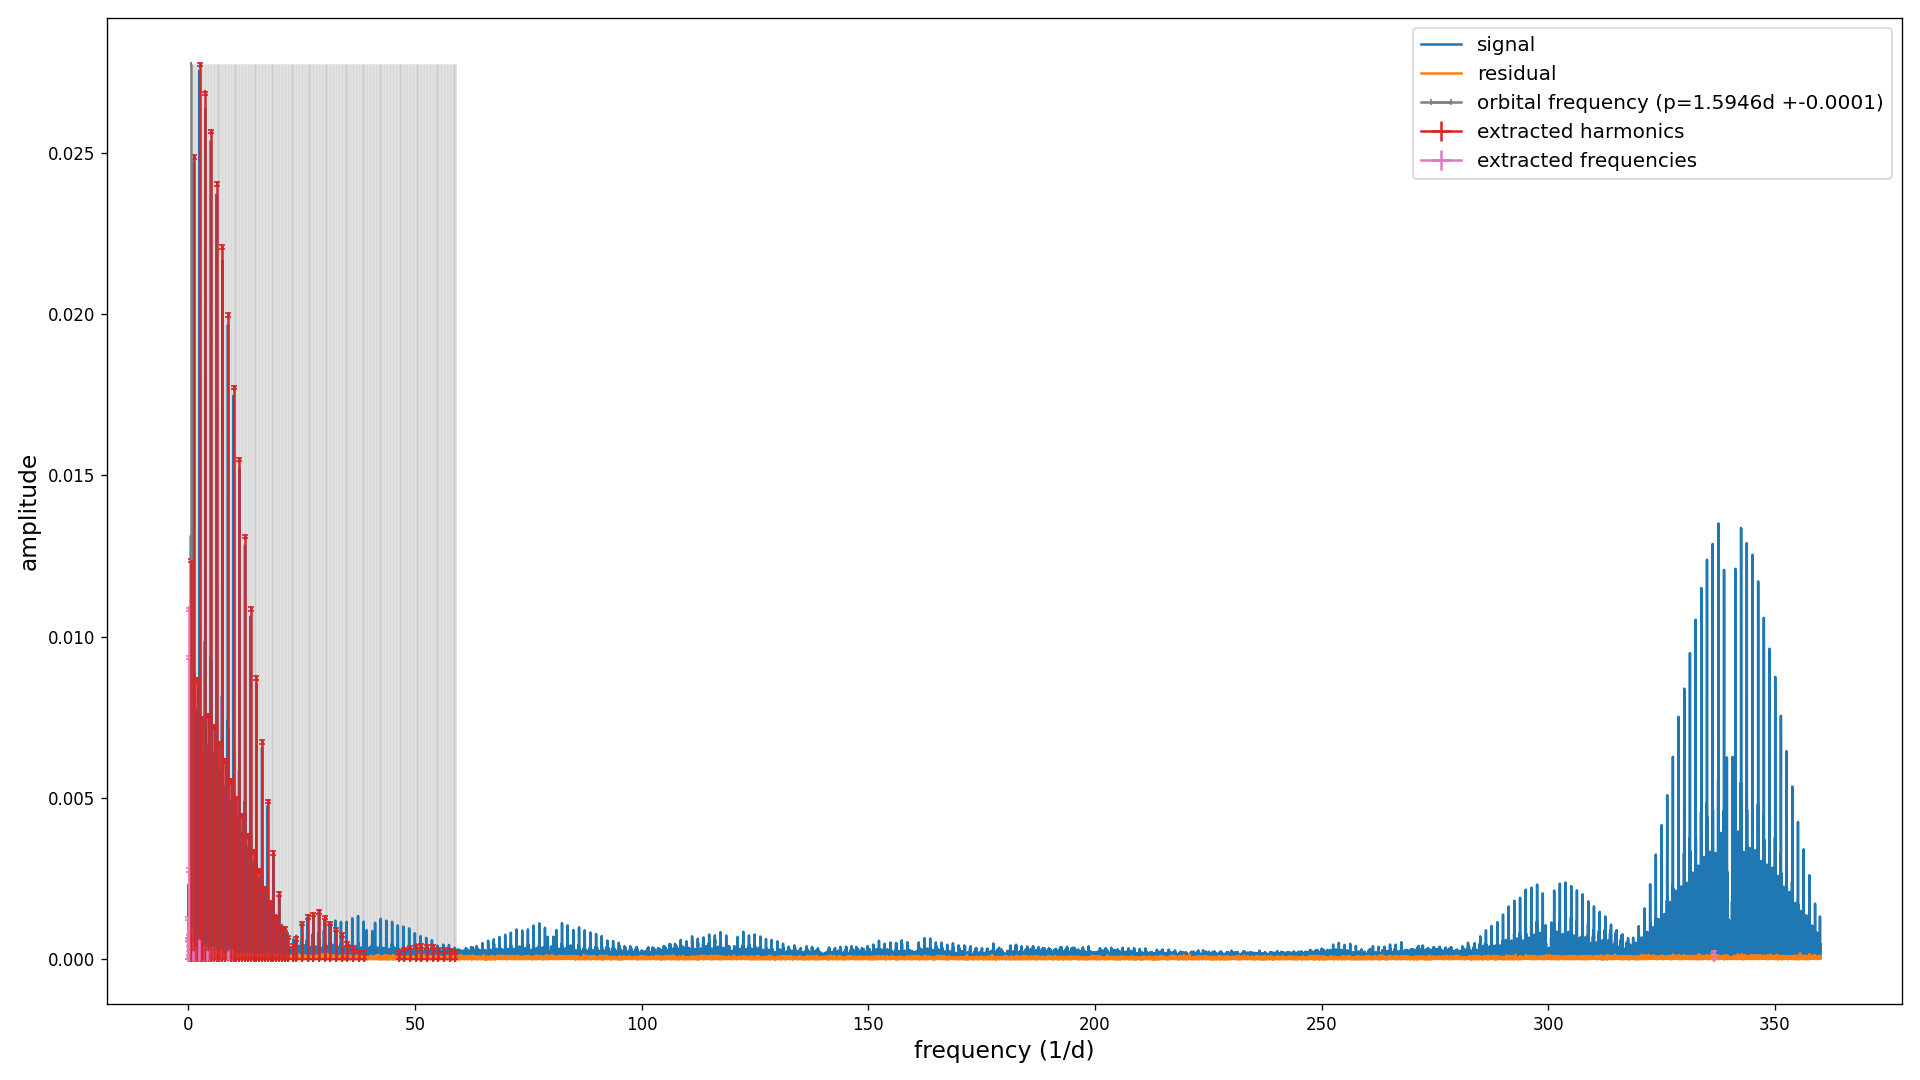 signal
residual
orbital frequency (p=1.5946d +-0.0001)
extracted harmonics
extracted frequencies
amplitude
0.025
0.020
0.015
0.010
0.005
0.000
0 50 100 150 200 250 300 350
frequency (1/d)